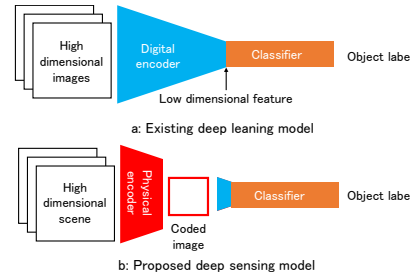 High
dimensional
images
Digital
encoder
Classifier
Object labe
Low dimensional feature
a: Existing deep leaning model
High
dimensional
scene
Physical
encoder
Coded
image
Classifier
Object labe
b: Proposed deep sensing model